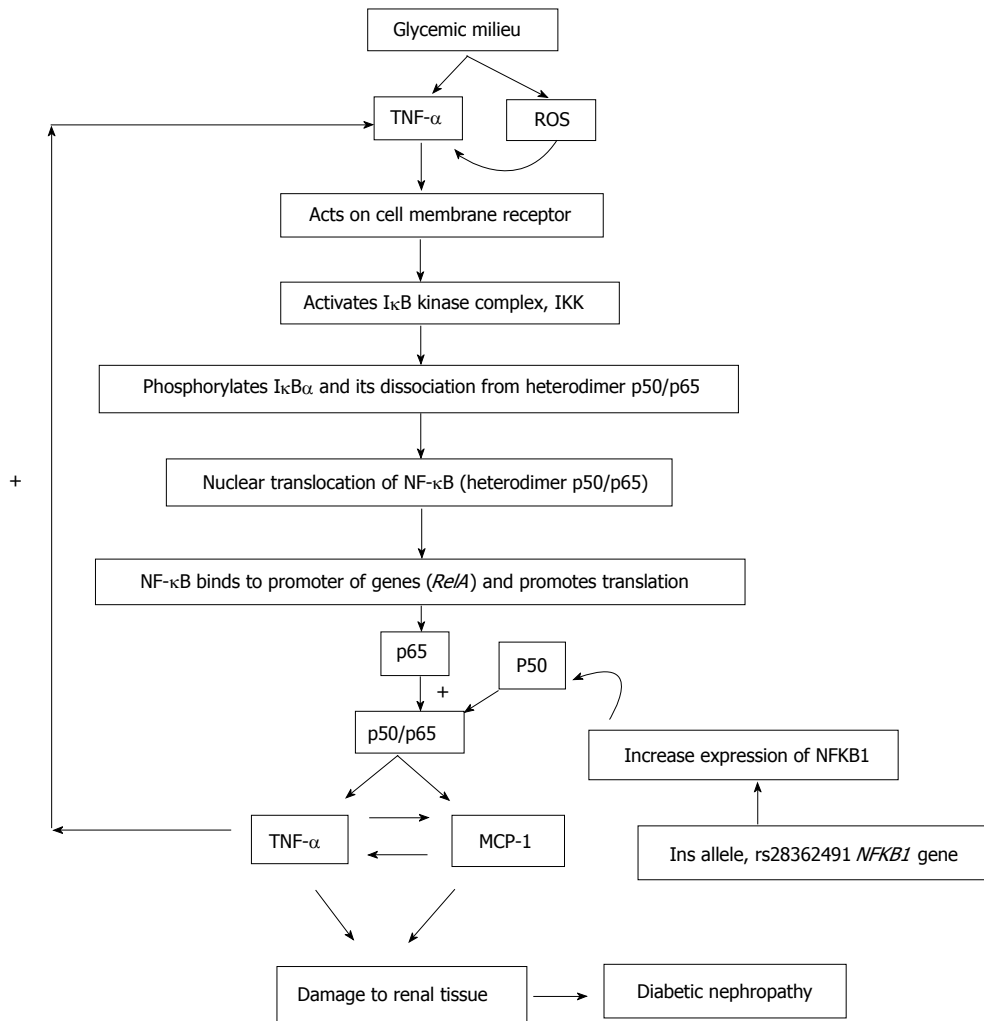 Glycemic milieu
TNF-α
ROS
Acts on cell membrane receptor
Activates IκB kinase complex, IKK
Phosphorylates IκBα and its dissociation from heterodimer p50/p65
+
Nuclear translocation of NF-κB (heterodimer p50/p65)
NF-κB binds to promoter of genes (RelA) and promotes translation
p65
P50
+
p50/p65
Increase expression of NFKB1
TNF-α
MCP-1
Ins allele, rs28362491 NFKB1 gene
Damage to renal tissue
Diabetic nephropathy